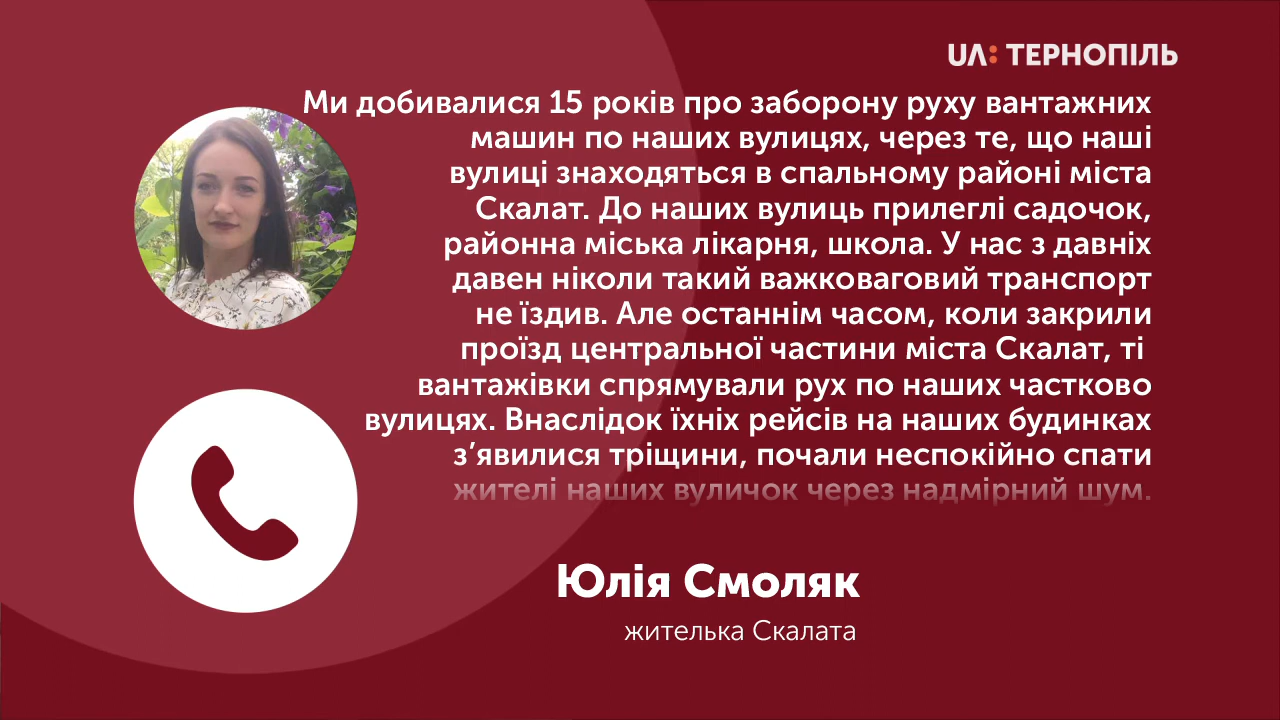 UA: ТЕРНОПІЛЬ
Ми добивалися 15 років про заборону руху вантажних
машин по наших вулицях, через те, що наші
вулиці знаходяться в спальному районі міста
Скалат. До наших вулиць прилеглі садочок,
районна міська лікарня, школа. У нас з давніх
давен ніколи такий важковаговий транспорт
не їздив. Але останнім часом, коли закрили
проїзд центральної частини міста Скалат, ті
вантажівки спрямували рух по наших частково
вулицях. Внаслідок їхніх рейсів на наших будинках
з’явилися тріщини, почали неспокійно спати
жителі наших вуличок через надмірний шум.
Юлія Смоляк
жителька Скалата